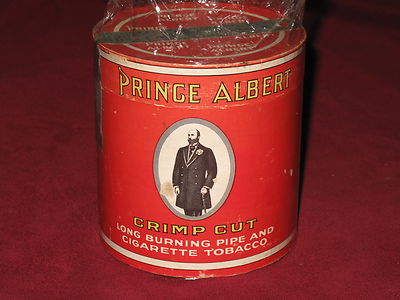 PRINCE ALBERT
CRIMP CUT
LONG BURNING PIPE AND
CIGARETTE TOBACCO